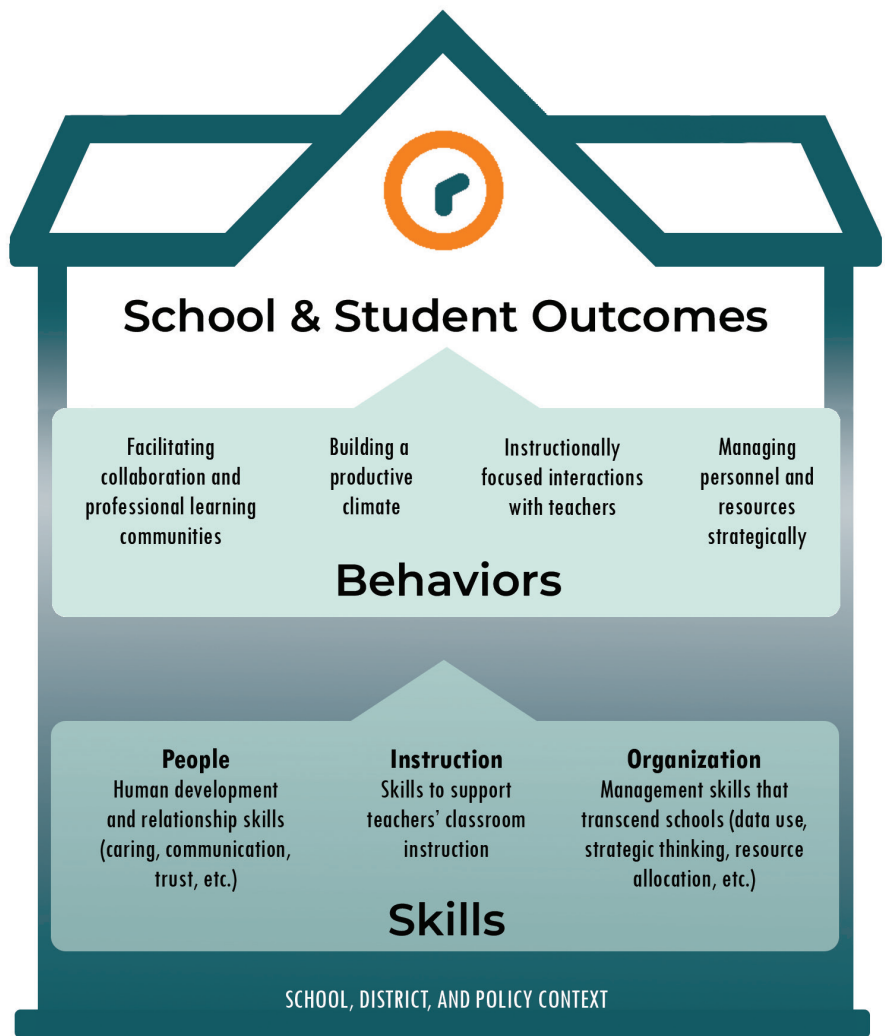 School & Student Outcomes
Facilitating
collaboration and
professional learning
communities
Building a
productive
climate
Instructionally
focused interactions
with teachers
Managing
personnel and
resources
strategically
Behaviors
People
Human development
and relationship skills
(caring, communication,
trust, etc.)
Instruction
Skills to support
teachers’ classroom
instruction
Organization
Management skills that
transcend schools (data use,
strategic thinking, resource
allocation, etc.)
Skills
SCHOOL, DISTRICT, AND POLICY CONTEXT